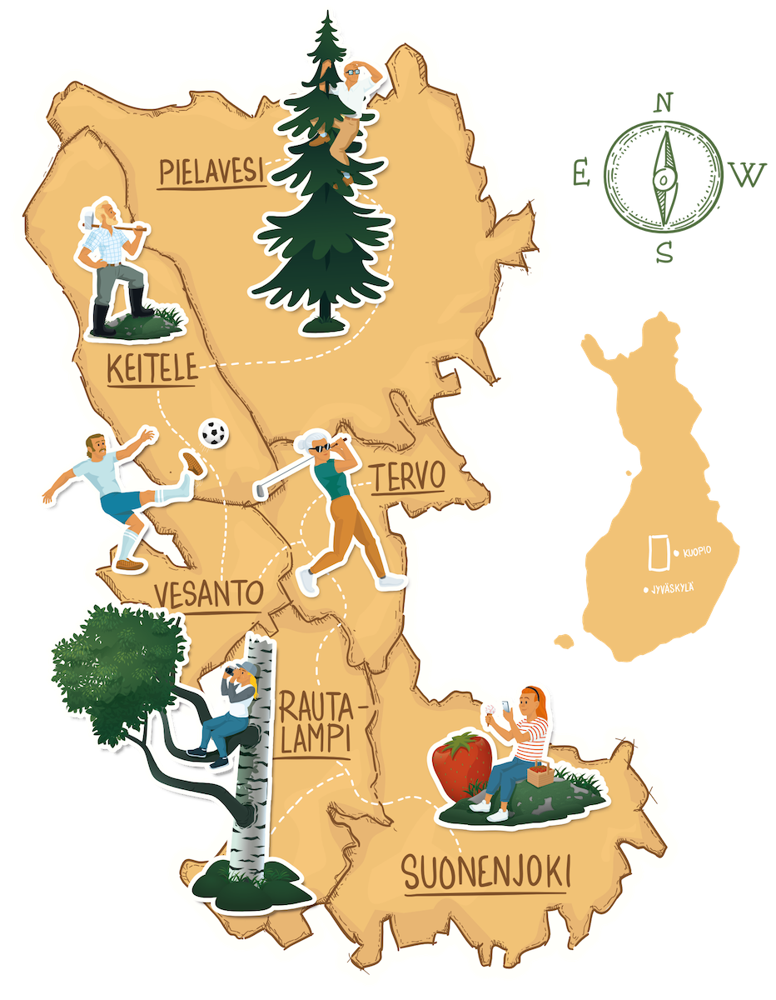 N
E
W
S
PIELAVESI
KEITELE
TERVO
VESANTO
RAUTA-
LAMPI
SUONENJOKI
KUOPIO
JYVÄSKYLÄ